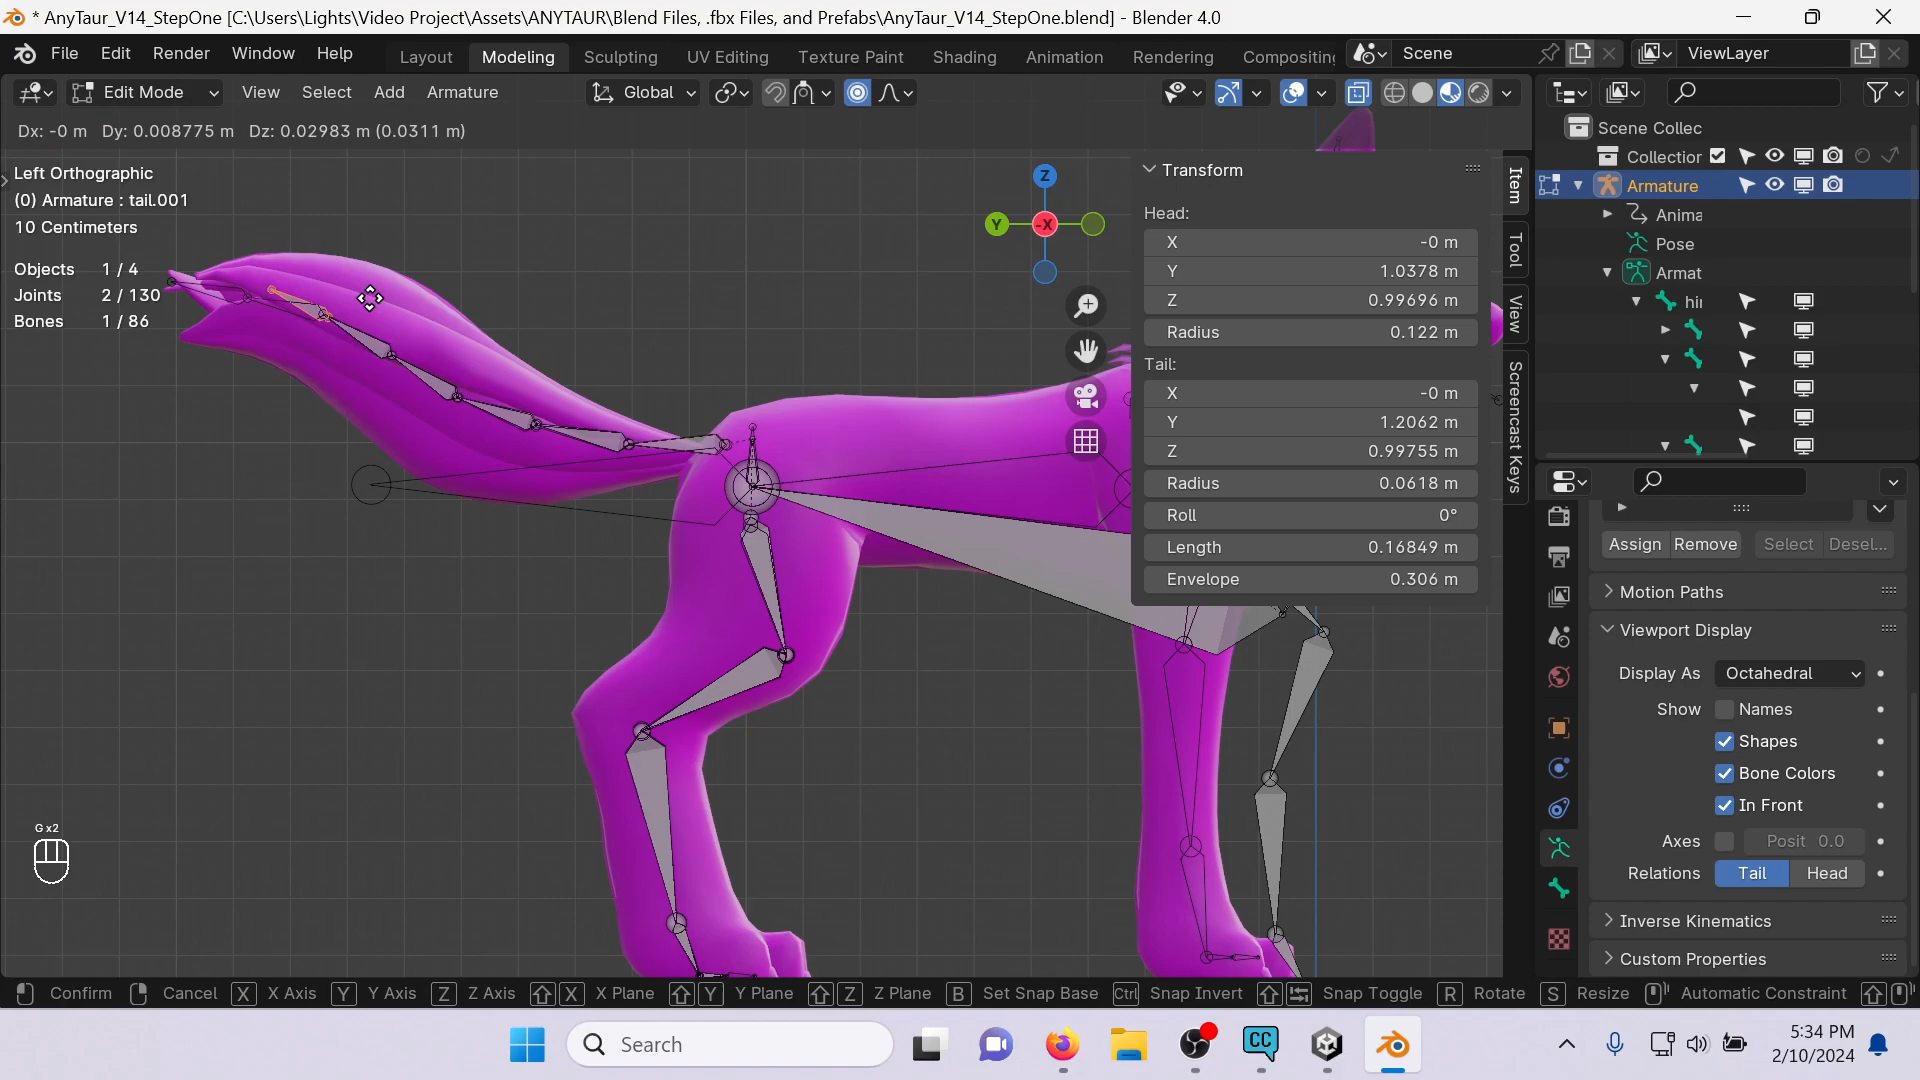 * AnyTaur_V14_StepOne [C:\Users\Lights\Video Project\Assets\ANYTAUR\Blend Files, .fbx Files, and Prefabs\AnyTaur_V14_StepOne.blend] - Blender 4.0
File Edit Render Window Help Layout Modeling Sculpting UV Editing Texture Paint Shading Animation Rendering Compositing Scene ViewLayer
Edit Mode View Select Add Armature Global
Dx: -0 m Dy: 0.008775 m Dz: 0.02983 m (0.0311 m)
Left Orthographic
(0) Armature : tail.001
10 Centimeters
Objects 1 / 4
Joints 2 / 130
Bones 1 / 86
Z
Y
-X
Transform
Head:
X -0 m
Y 1.0378 m
Z 0.99696 m
Radius 0.122 m
Tail:
X -0 m
Y 1.2062 m
Z 0.99755 m
Radius 0.0618 m
Roll 0°
Length 0.16849 m
Envelope 0.306 m
Item
Tool
View
Screencast Keys
Scene Collec
Collection
Armature
Anima
Pose
Armat
hi
Assign Remove Select Desel...
Motion Paths
Viewport Display
Display As Octahedral
Show Names
Shapes
Bone Colors
In Front
Axes Posit 0.0
Relations Tail Head
Inverse Kinematics
Custom Properties
G x2
Confirm Cancel X X Axis Y Y Axis Z Z Axis X X Plane Y Y Plane Z Z Plane B Set Snap Base Ctrl Snap Invert Snap Toggle R Rotate S Resize Automatic Constraint
Search
CC
5:34 PM
2/10/2024